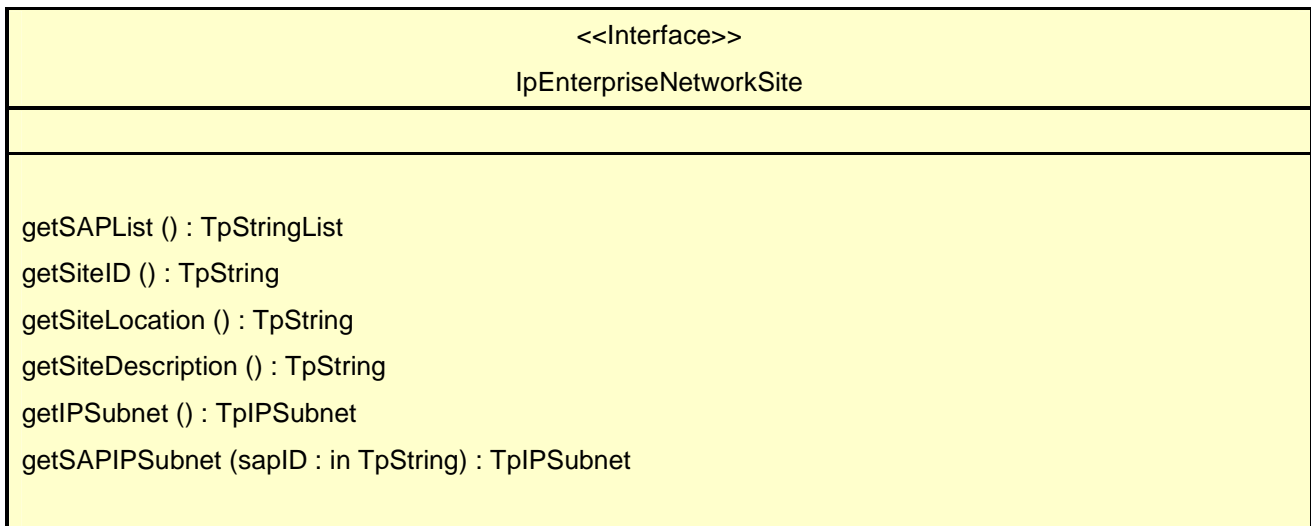 <<Interface>>
IpEnterpriseNetworkSite
getSAPList () : TpStringList
getSiteID () : TpString
getSiteLocation () : TpString
getSiteDescription () : TpString
getIPSubnet () : TpIPSubnet
getSAPIPSubnet (sapID : in TpString) : TpIPSubnet